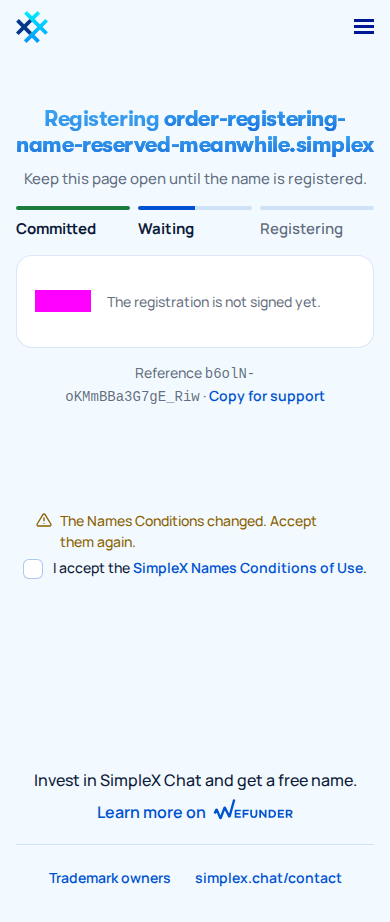 Registering order-registering-
name-reserved-meanwhile.simplex
Keep this page open until the name is registered.
Committed
Waiting
Registering
The registration is not signed yet.
Reference b6olN-
oKMmBBa3G7gE_Riw · Copy for support
The Names Conditions changed. Accept
them again.
I accept the SimpleX Names Conditions of Use.
Invest in SimpleX Chat and get a free name.
Learn more on WEFUNDER
Trademark owners
simplex.chat/contact